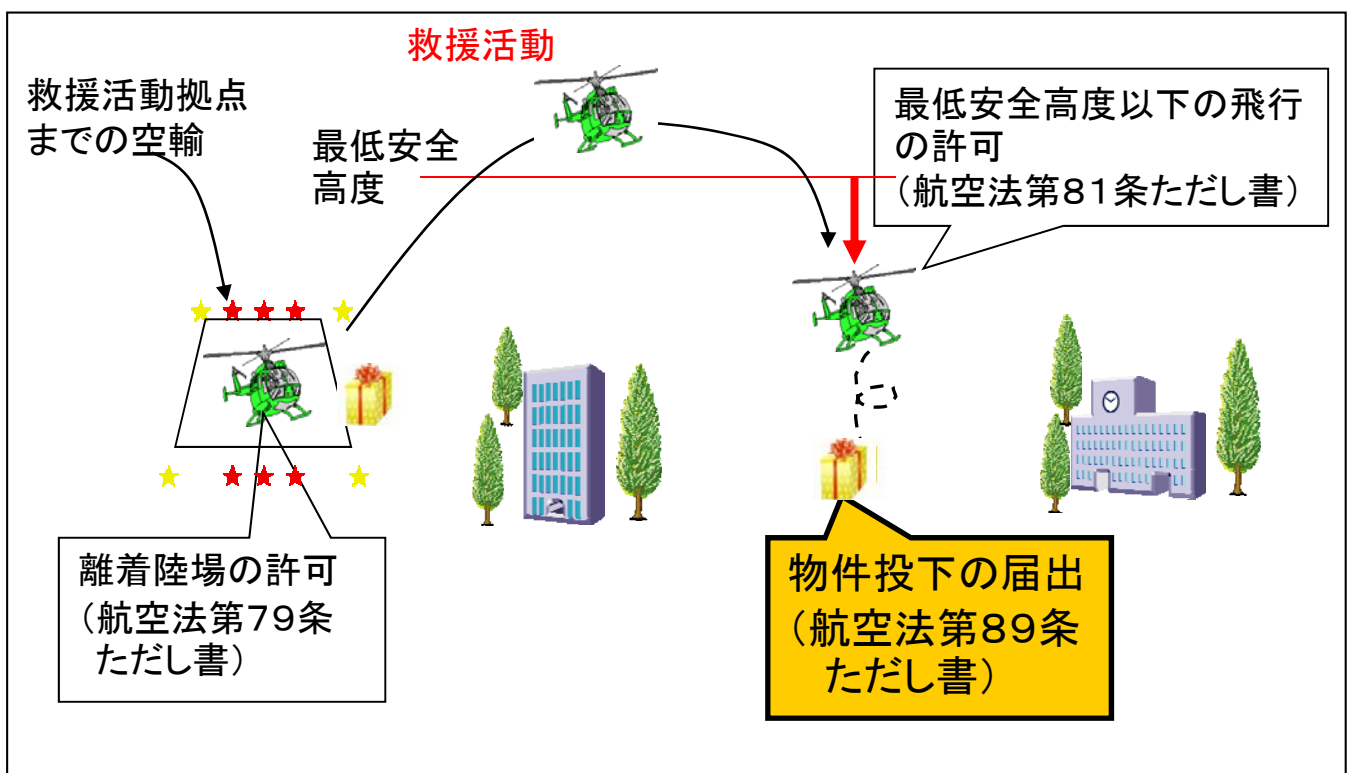 救援活動
救援活動拠点
までの空輸
最低安全
高度
最低安全高度以下の飛行
の許可
（航空法第８１条ただし書）
離着陸場の許可
（航空法第７９条
ただし書）
物件投下の届出
（航空法第８９条
ただし書）